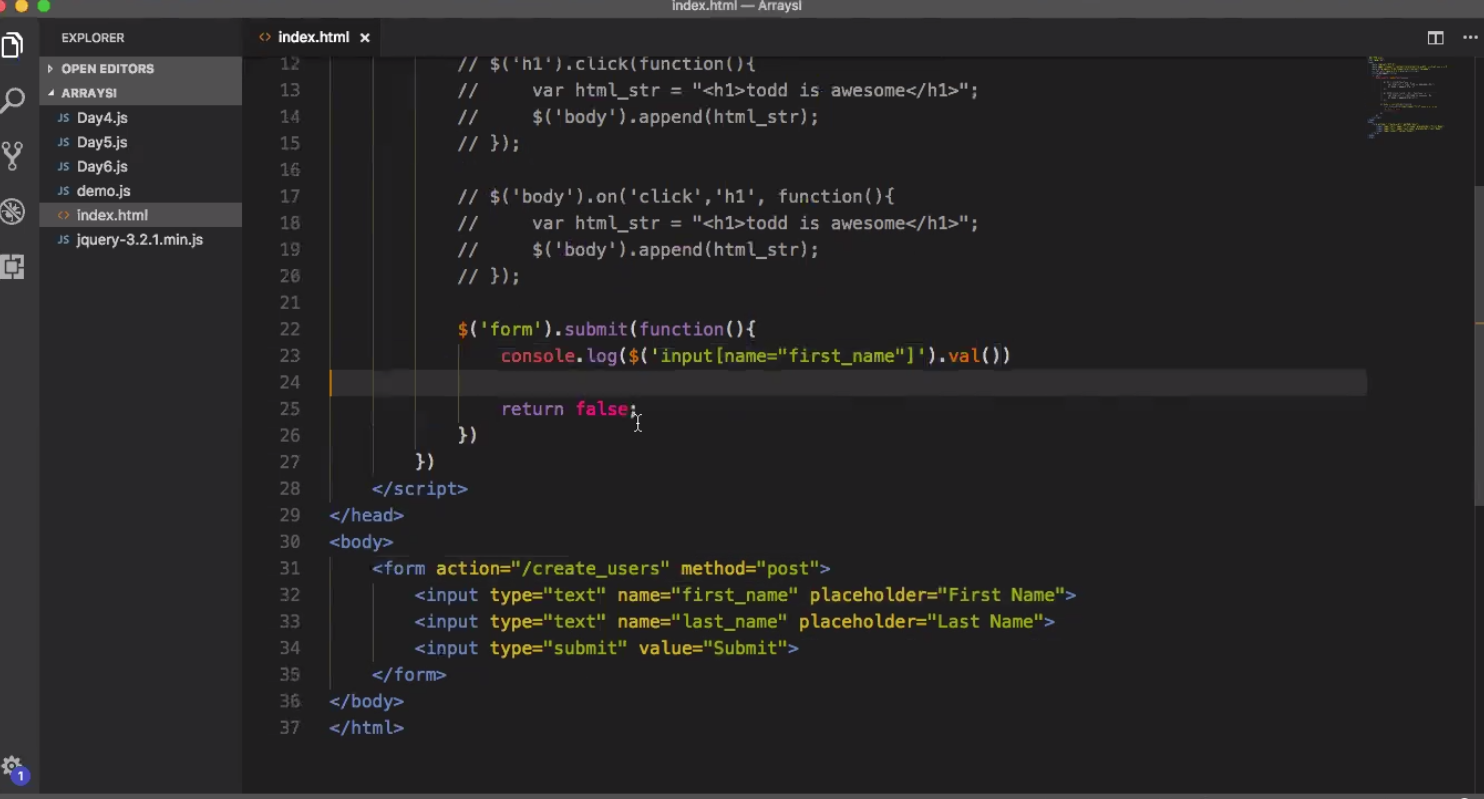 index.html — ArraysI
EXPLORER
OPEN EDITORS
ARRAYSI
JS Day4.js
JS Day5.js
JS Day6.js
JS demo.js
<> index.html
JS jquery-3.2.1.min.js
1
<> index.html ×
12 // $('h1').click(function(){
13 // var html_str = "<h1>todd is awesome</h1>";
14 // $('body').append(html_str);
15 // });
16
17 // $('body').on('click','h1', function(){
18 // var html_str = "<h1>todd is awesome</h1>";
19 // $('body').append(html_str);
20 // });
21
22 $('form').submit(function(){
23 console.log($('input[name="first_name"]').val())
24
25 return false;
26 })
27 })
28 </script>
29 </head>
30 <body>
31 <form action="/create_users" method="post">
32 <input type="text" name="first_name" placeholder="First Name">
33 <input type="text" name="last_name" placeholder="Last Name">
34 <input type="submit" value="Submit">
35 </form>
36 </body>
37 </html>